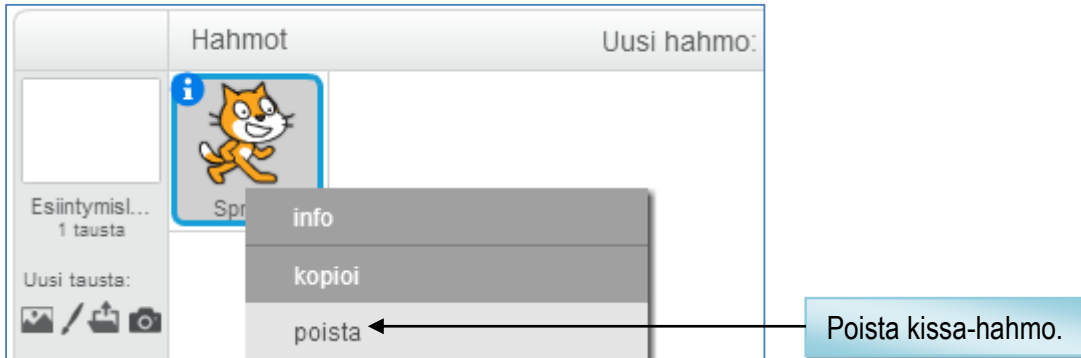 Hahmot
Uusi hahmo:
Esiintymisl...
1 tausta
Uusi tausta:
Spr
info
kopioi
poista
Poista kissa-hahmo.